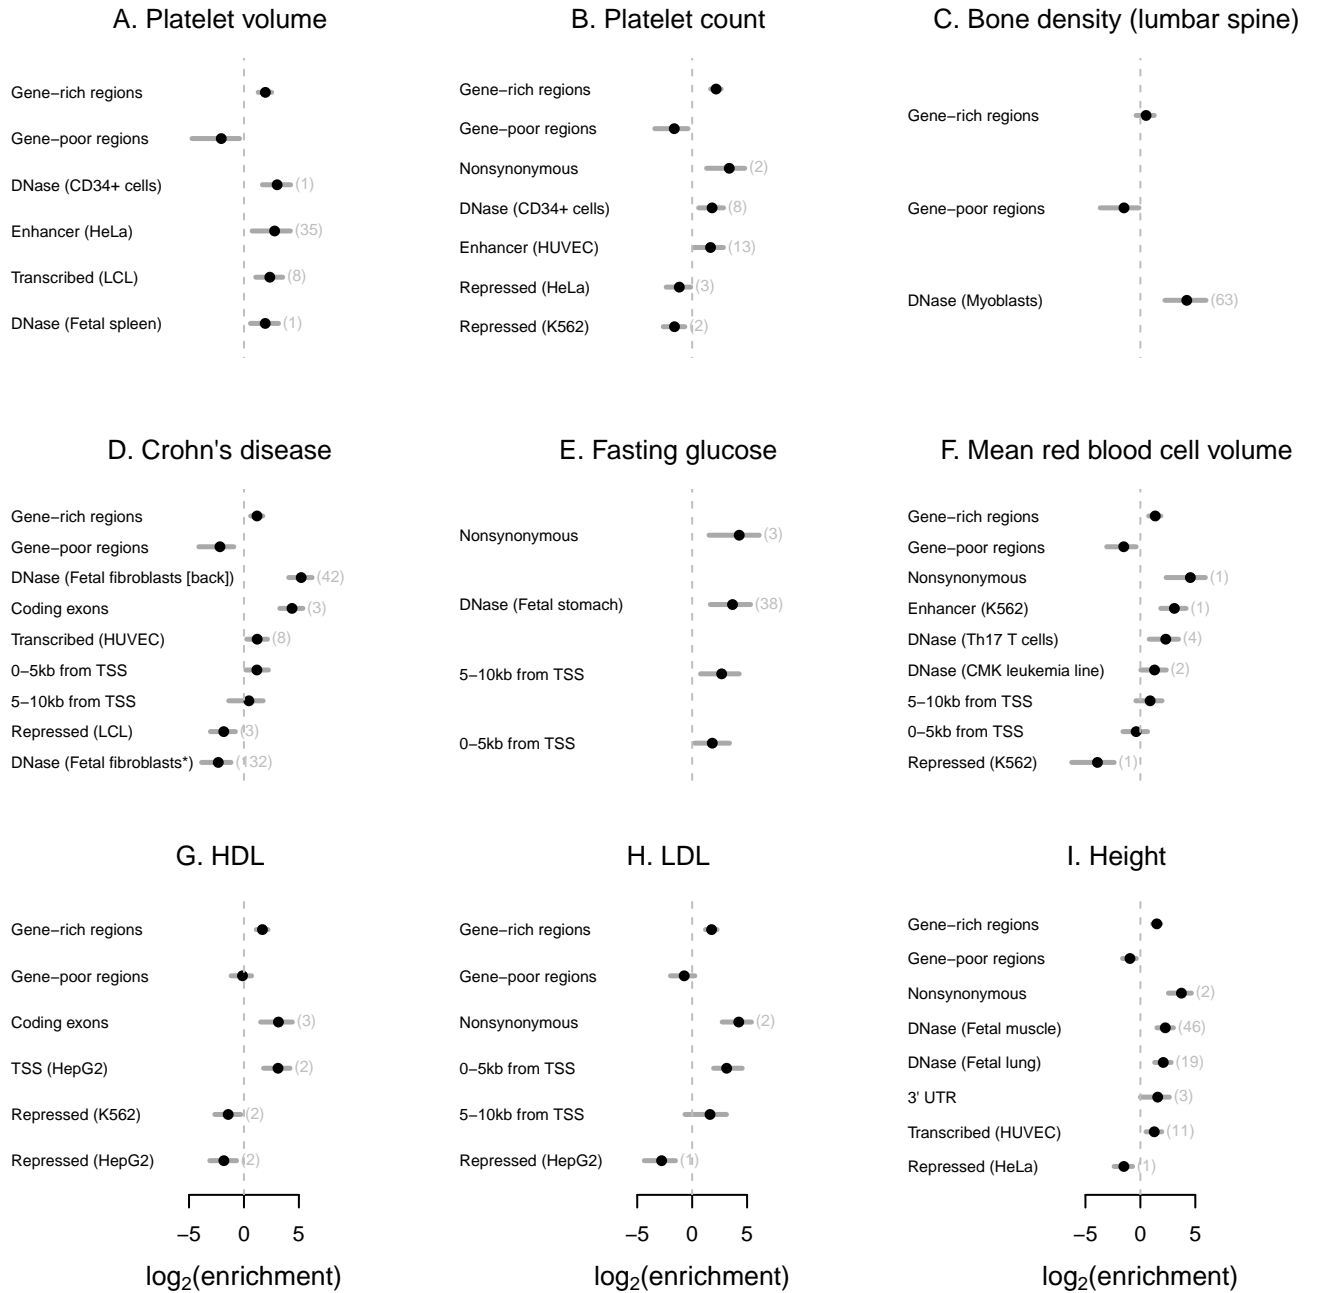 A. Platelet volume
Gene−rich regions
Gene−poor regions
DNase (CD34+ cells) (1)
Enhancer (HeLa) (35)
Transcribed (LCL) (8)
DNase (Fetal spleen) (1)
B. Platelet count
Gene−rich regions
Gene−poor regions
Nonsynonymous (2)
DNase (CD34+ cells) (8)
Enhancer (HUVEC) (13)
Repressed (HeLa) (3)
Repressed (K562) (2)
C. Bone density (lumbar spine)
Gene−rich regions
Gene−poor regions
DNase (Myoblasts) (63)
D. Crohn's disease
Gene−rich regions
Gene−poor regions
DNase (Fetal fibroblasts [back]) (42)
Coding exons (3)
Transcribed (HUVEC) (8)
0−5kb from TSS
5−10kb from TSS
Repressed (LCL) (3)
DNase (Fetal fibroblasts*) (132)
E. Fasting glucose
Nonsynonymous (3)
DNase (Fetal stomach) (38)
5−10kb from TSS
0−5kb from TSS
F. Mean red blood cell volume
Gene−rich regions
Gene−poor regions
Nonsynonymous (1)
Enhancer (K562) (1)
DNase (Th17 T cells) (4)
DNase (CMK leukemia line) (2)
5−10kb from TSS
0−5kb from TSS
Repressed (K562) (1)
G. HDL
Gene−rich regions
Gene−poor regions
Coding exons (3)
TSS (HepG2) (2)
Repressed (K562) (2)
Repressed (HepG2) (2)
−5 0 5
log2(enrichment)
H. LDL
Gene−rich regions
Gene−poor regions
Nonsynonymous (2)
0−5kb from TSS
5−10kb from TSS
Repressed (HepG2) (1)
−5 0 5
log2(enrichment)
I. Height
Gene−rich regions
Gene−poor regions
Nonsynonymous (2)
DNase (Fetal muscle) (46)
DNase (Fetal lung) (19)
3' UTR (3)
Transcribed (HUVEC) (11)
Repressed (HeLa) (1)
−5 0 5
log2(enrichment)